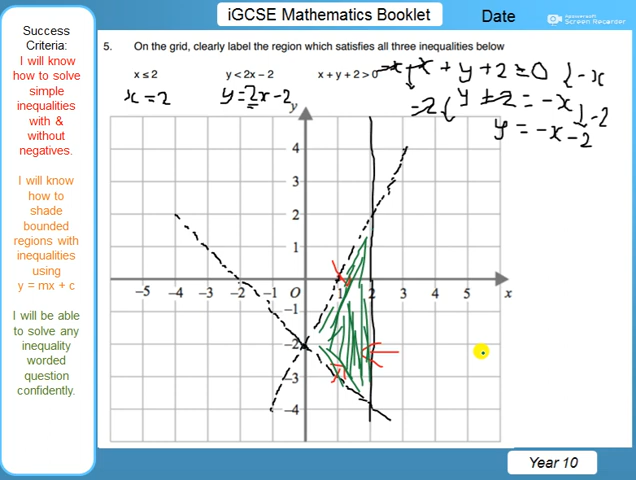 iGCSE Mathematics Booklet
Date
Success
Criteria:
I will know
how to solve
simple
inequalities
with &
without
negatives.
I will know
how to
shade
bounded
regions with
inequalities
using
y = mx + c
I will be able
to solve any
inequality
worded
question
confidently.
5. On the grid, clearly label the region which satisfies all three inequalities below
x ≤ 2 y < 2x – 2 x + y + 2 > 0
x = 2 y = 2x - 2
x + y + 2 = 0
-x
y + 2 = -x
-2 -2
y = -x - 2
y
4
3
2
1
-5 -4 -3 -2 -1 O 1 2 3 4 5 x
-1
-2
-3
-4
Year 10